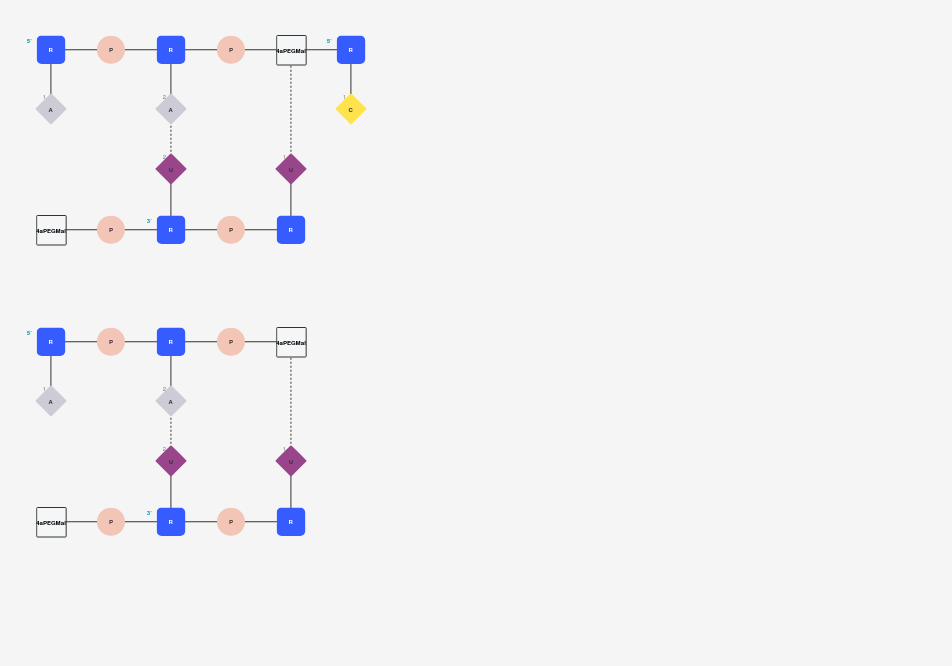 5' R P R P 4aPEGMal 5' R
1 A 2 A 1 C
2 U 1 U
4aPEGMal P 3' R P R
5' R P R P 4aPEGMal
1 A 2 A
2 U 1 U
4aPEGMal P 3' R P R